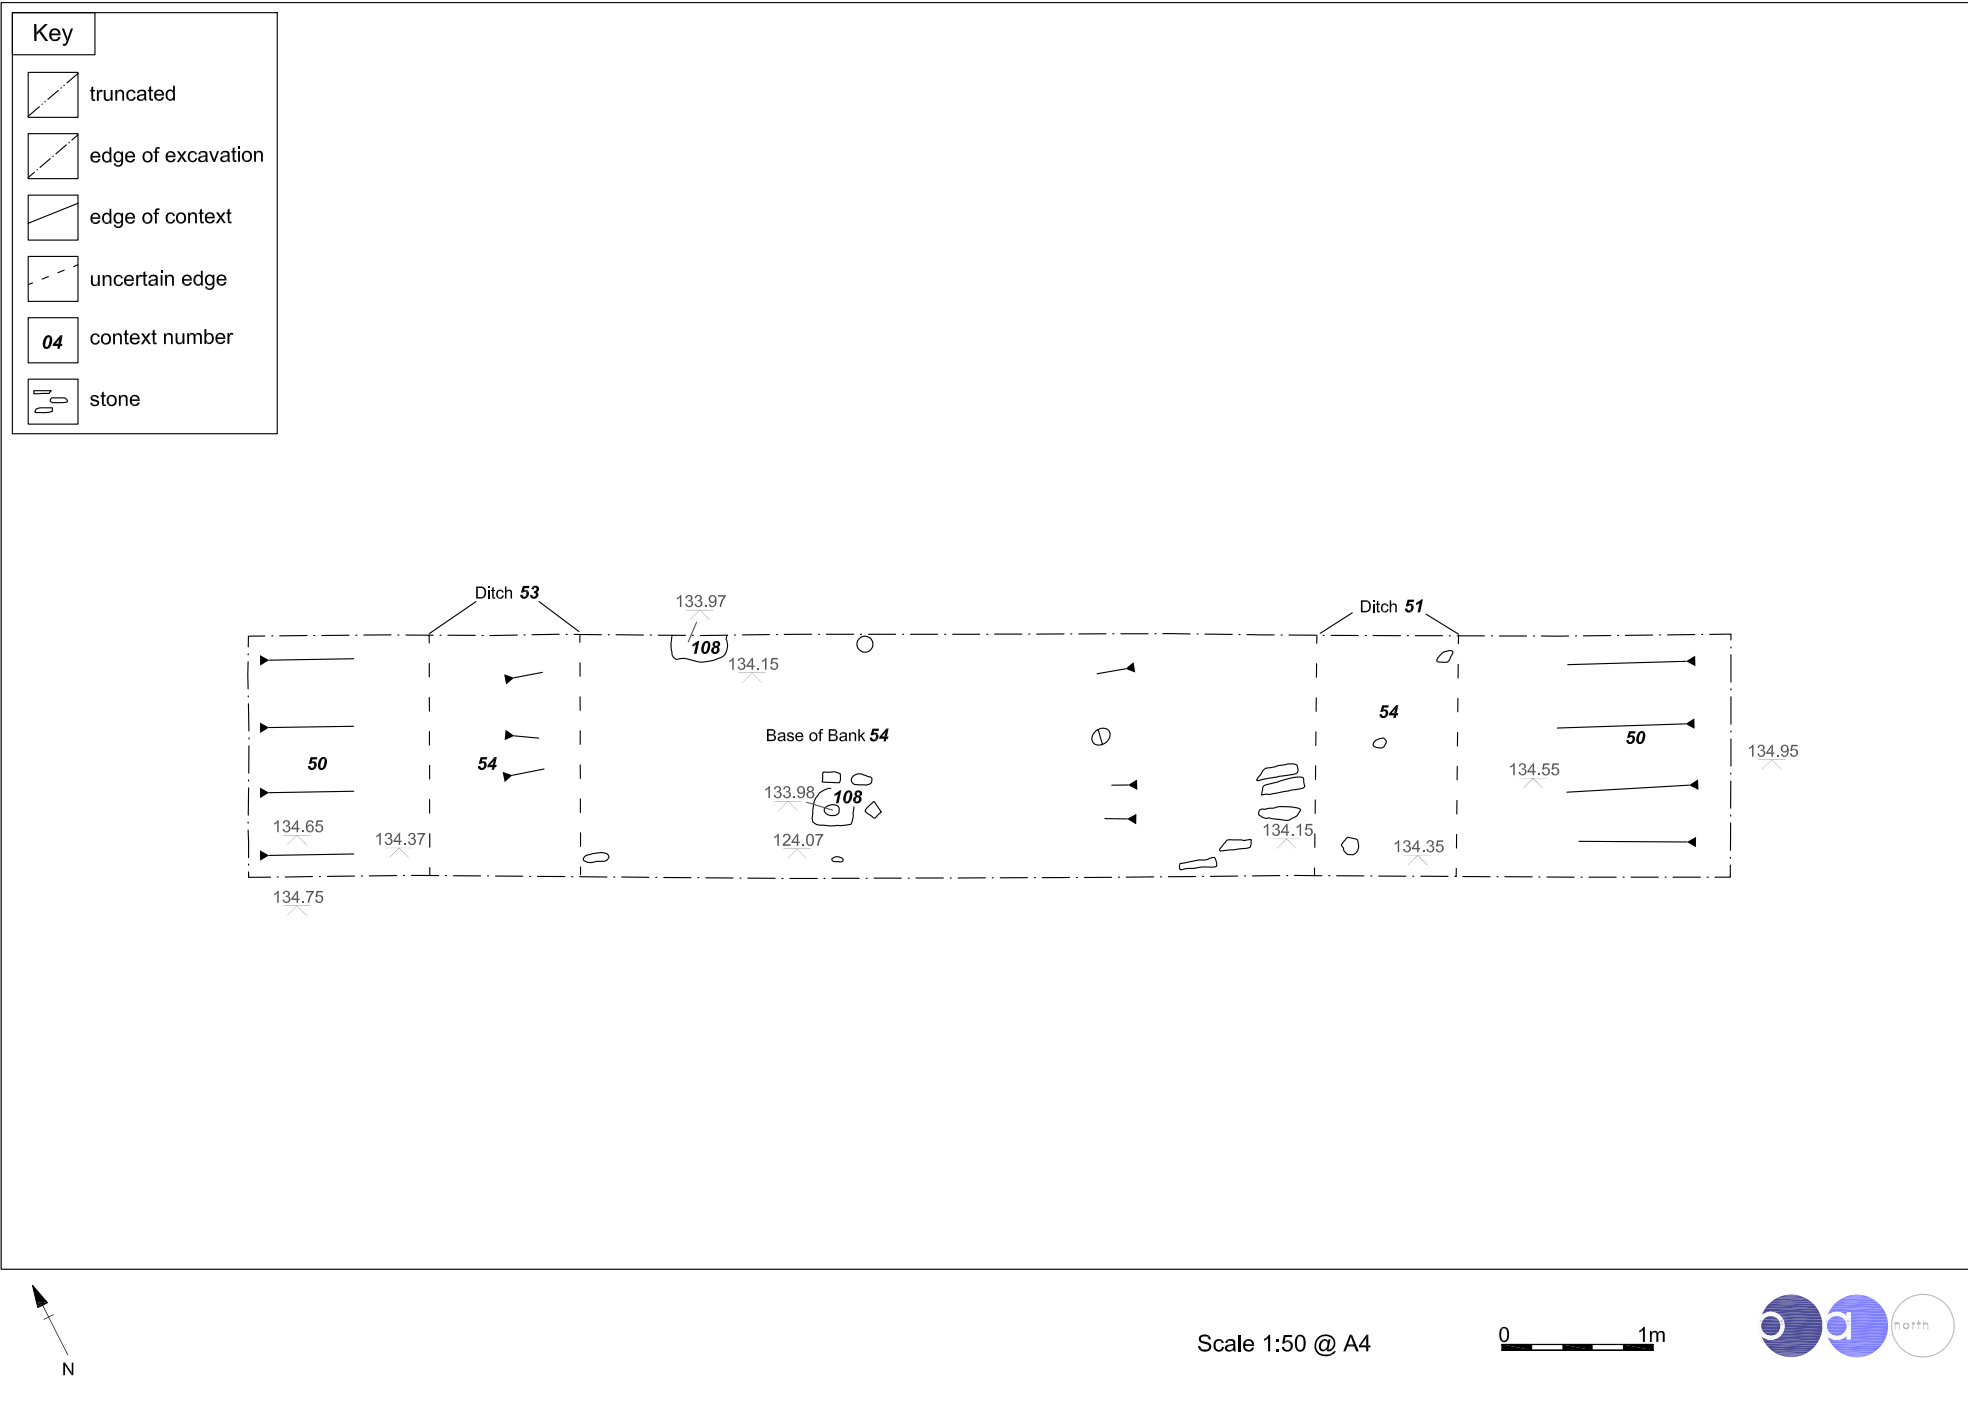 Key
truncated
edge of excavation
edge of context
uncertain edge
04 context number
stone
Ditch 53
133.97
Ditch 51
108
134.15
54
Base of Bank 54
50
134.95
50
54
134.55
133.98
108
134.65
134.37
124.07
134.15
134.35
134.75
N
Scale 1:50 @ A4
0 1m
oa north